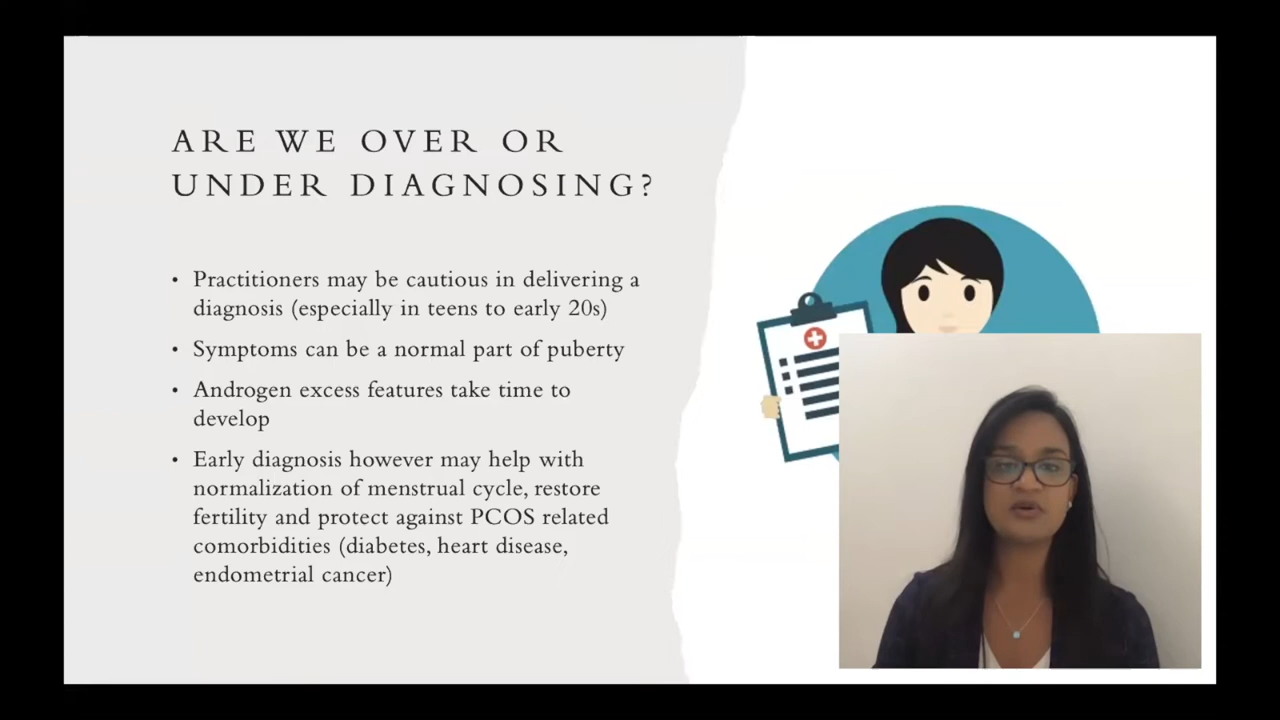 ARE WE OVER OR
UNDER DIAGNOSING?
• Practitioners may be cautious in delivering a
diagnosis (especially in teens to early 20s)
• Symptoms can be a normal part of puberty
• Androgen excess features take time to
develop
• Early diagnosis however may help with
normalization of menstrual cycle, restore
fertility and protect against PCOS related
comorbidities (diabetes, heart disease,
endometrial cancer)